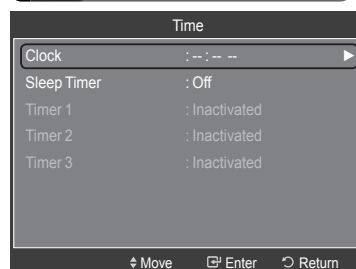 Time
Clock : -- : -- -- ►
Sleep Timer : Off
Timer 1 : Inactivated
Timer 2 : Inactivated
Timer 3 : Inactivated
Move Enter Return